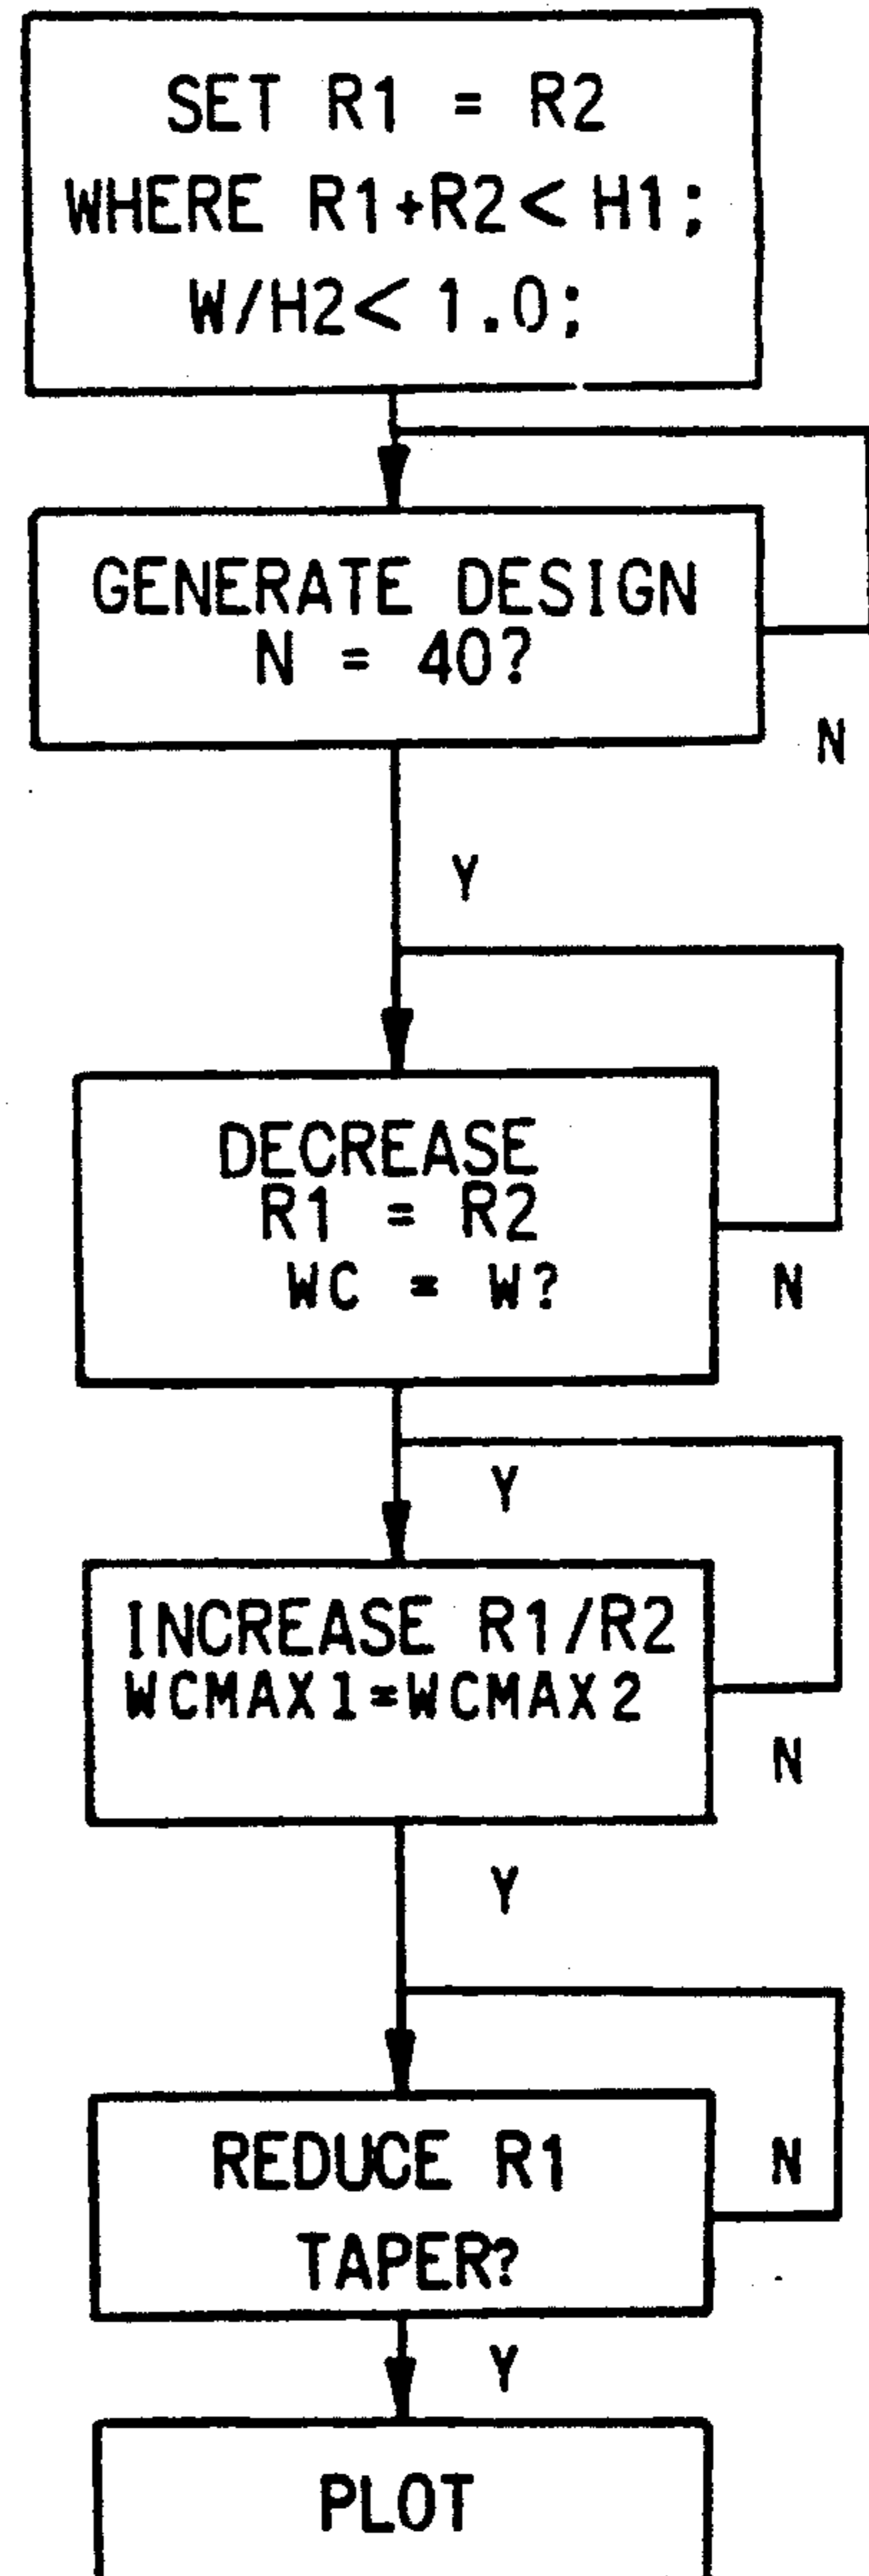 SET R1 = R2
WHERE R1+R2< H1;
W/H2< 1.0;
GENERATE DESIGN
N = 40?
N
Y
DECREASE
R1 = R2
WC = W?
N
Y
INCREASE R1/R2
WCMAX1=WCMAX2
N
Y
REDUCE R1
N
TAPER?
Y
PLOT